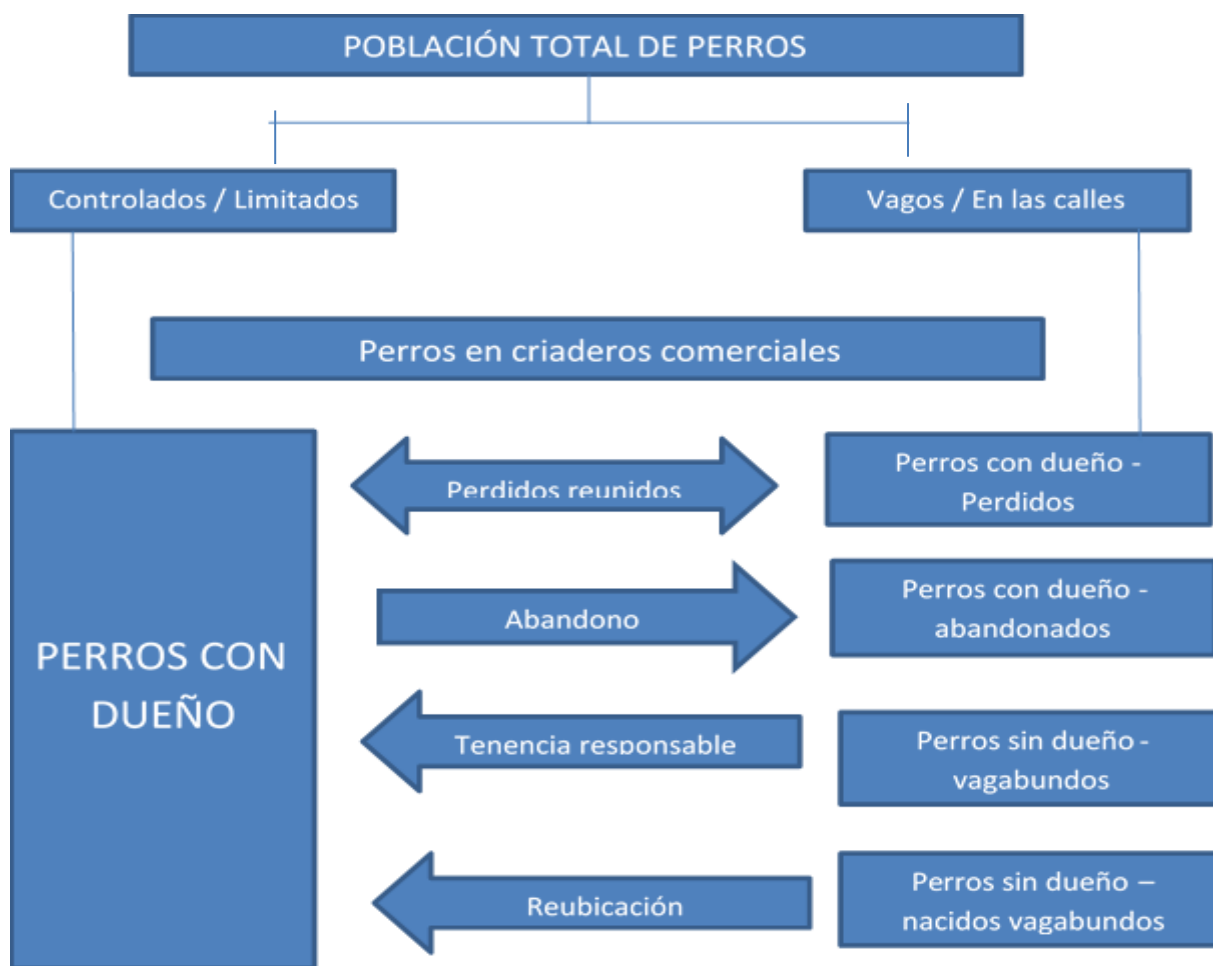 POBLACIÓN TOTAL DE PERROS
Controlados / Limitados
Vagos / En las calles
Perros en criaderos comerciales
PERROS CON
DUEÑO
Perdidos reunidos
Perros con dueño -
Perdidos
Abandono
Perros con dueño -
abandonados
Tenencia responsable
Perros sin dueño -
vagabundos
Reubicación
Perros sin dueño –
nacidos vagabundos